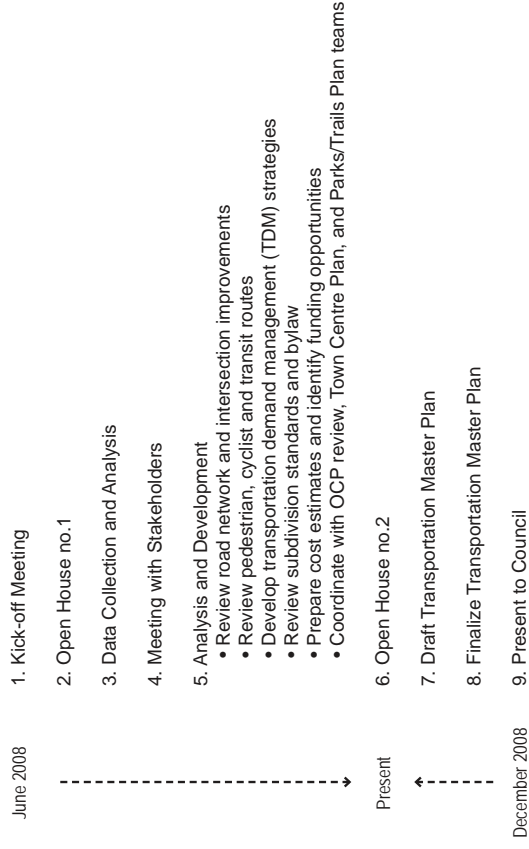 June 2008
1. Kick-off Meeting
2. Open House no.1
3. Data Collection and Analysis
4. Meeting with Stakeholders
5. Analysis and Development
• Review road network and intersection improvements
• Review pedestrian, cyclist and transit routes
• Develop transportation demand management (TDM) strategies
• Review subdivision standards and bylaw
• Prepare cost estimates and identify funding opportunities
• Coordinate with OCP review, Town Centre Plan, and Parks/Trails Plan teams
Present
6. Open House no.2
7. Draft Transportation Master Plan
8. Finalize Transportation Master Plan
December 2008
9. Present to Council